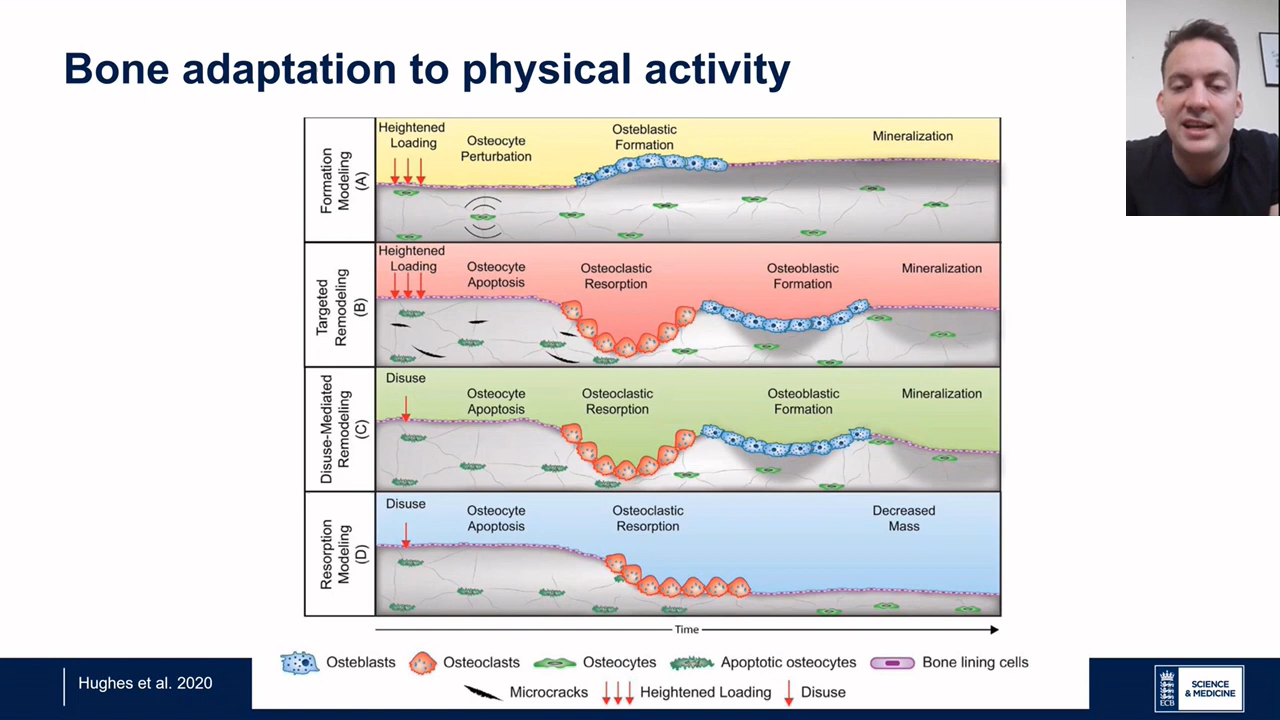 Bone adaptation to physical activity
Formation
Modeling
(A)
Heightened
Loading
Osteocyte
Perturbation
Osteblastic
Formation
Mineralization
Targeted
Remodeling
(B)
Heightened
Loading
Osteocyte
Apoptosis
Osteoclastic
Resorption
Osteoblastic
Formation
Mineralization
Disuse-Mediated
Remodeling
(C)
Disuse
Osteocyte
Apoptosis
Osteoclastic
Resorption
Osteoblastic
Formation
Mineralization
Resorption
Modeling
(D)
Disuse
Osteocyte
Apoptosis
Osteoclastic
Resorption
Decreased
Mass
Time
Osteblasts
Osteoclasts
Osteocytes
Apoptotic osteocytes
Bone lining cells
Microcracks
Heightened Loading
Disuse
Hughes et al. 2020
ECB
SCIENCE
& MEDICINE